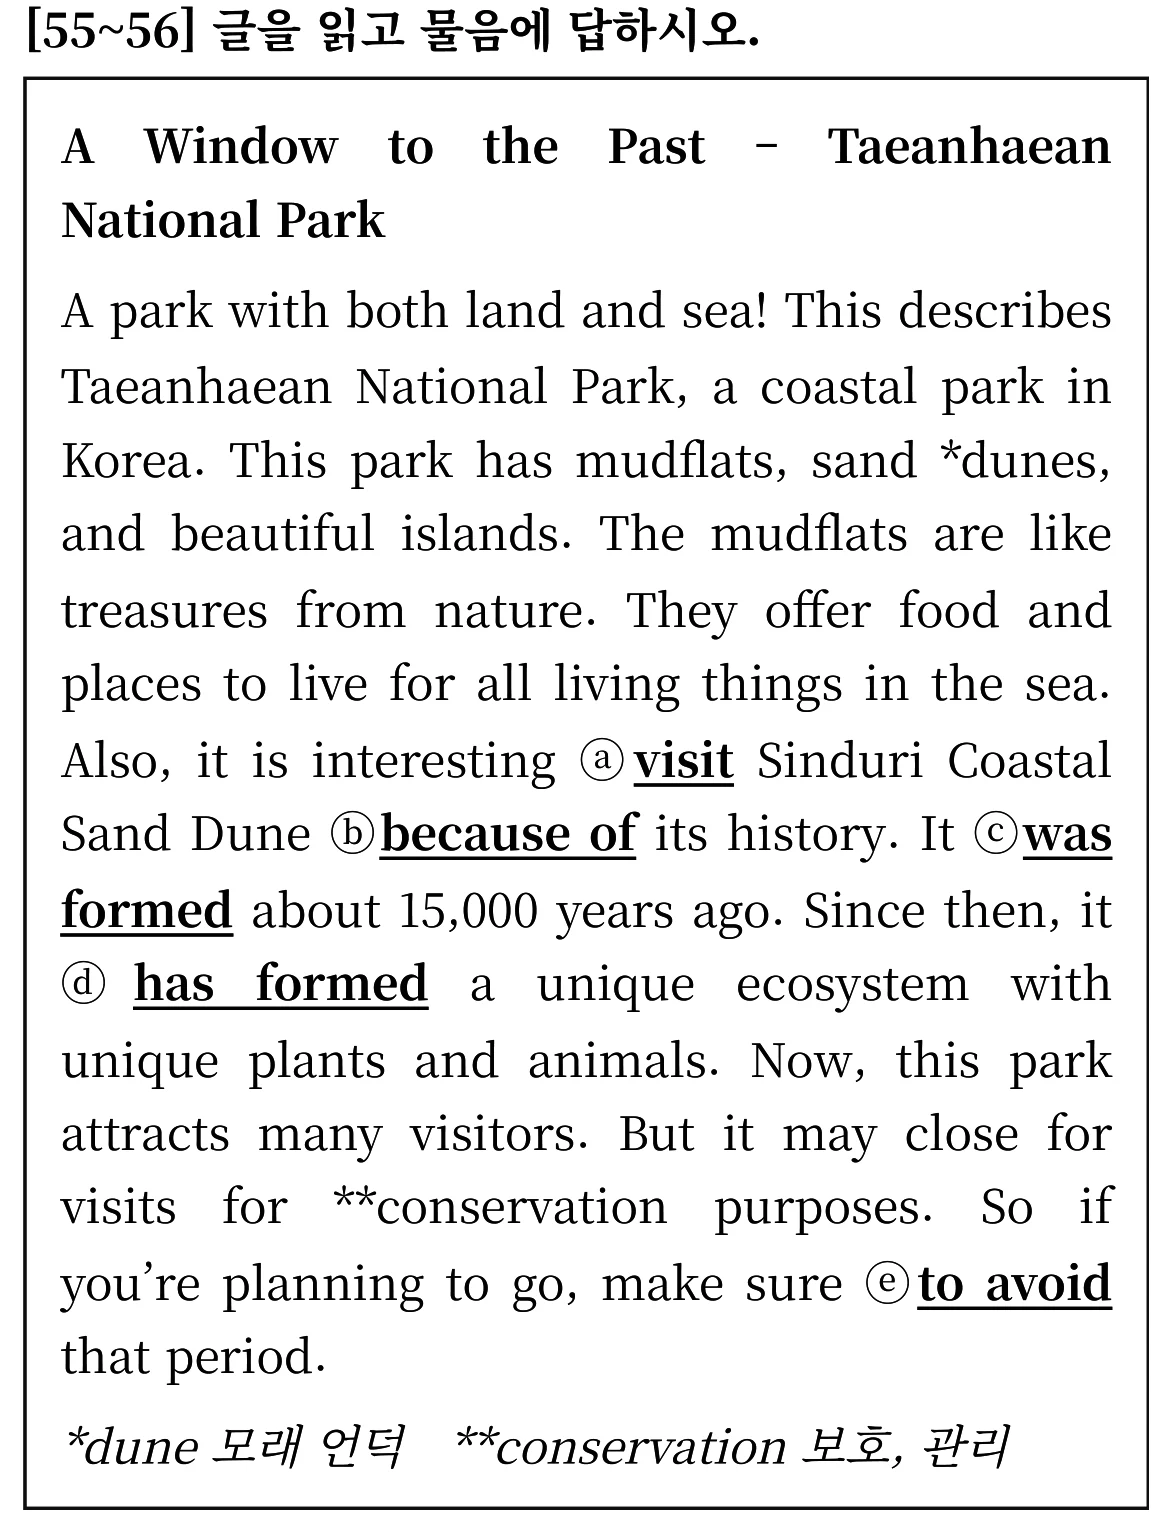 [55~56] 글을 읽고 물음에 답하시오.
A Window to the Past - Taeanhaean
National Park
A park with both land and sea! This describes
Taeanhaean National Park, a coastal park in
Korea. This park has mudflats, sand *dunes,
and beautiful islands. The mudflats are like
treasures from nature. They offer food and
places to live for all living things in the sea.
Also, it is interesting ⓐvisit Sinduri Coastal
Sand Dune ⓑbecause of its history. It ⓒwas
formed about 15,000 years ago. Since then, it
ⓓ has formed a unique ecosystem with
unique plants and animals. Now, this park
attracts many visitors. But it may close for
visits for **conservation purposes. So if
you're planning to go, make sure ⓔto avoid
that period.
*dune 모래 언덕 **conservation 보호, 관리